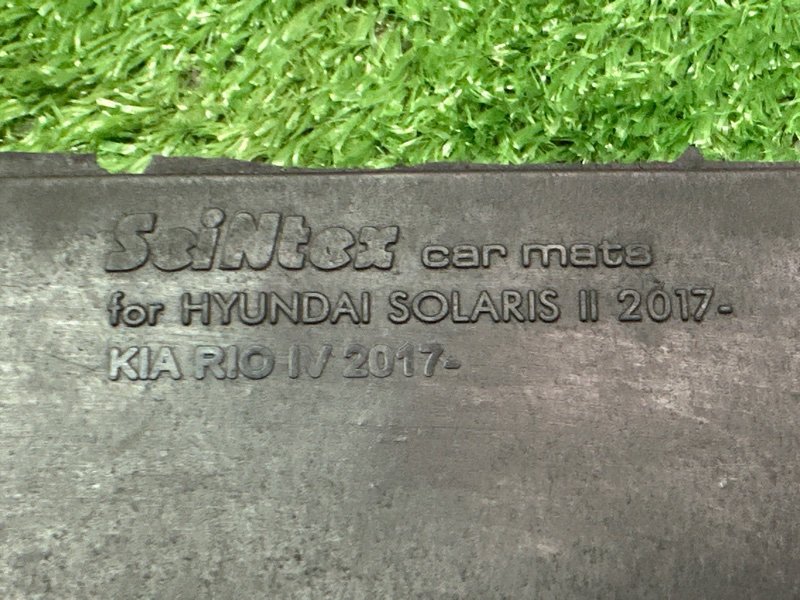 SeiNtex car mats
for HYUNDAI SOLARIS II 2017-
KIA RIO IV 2017-